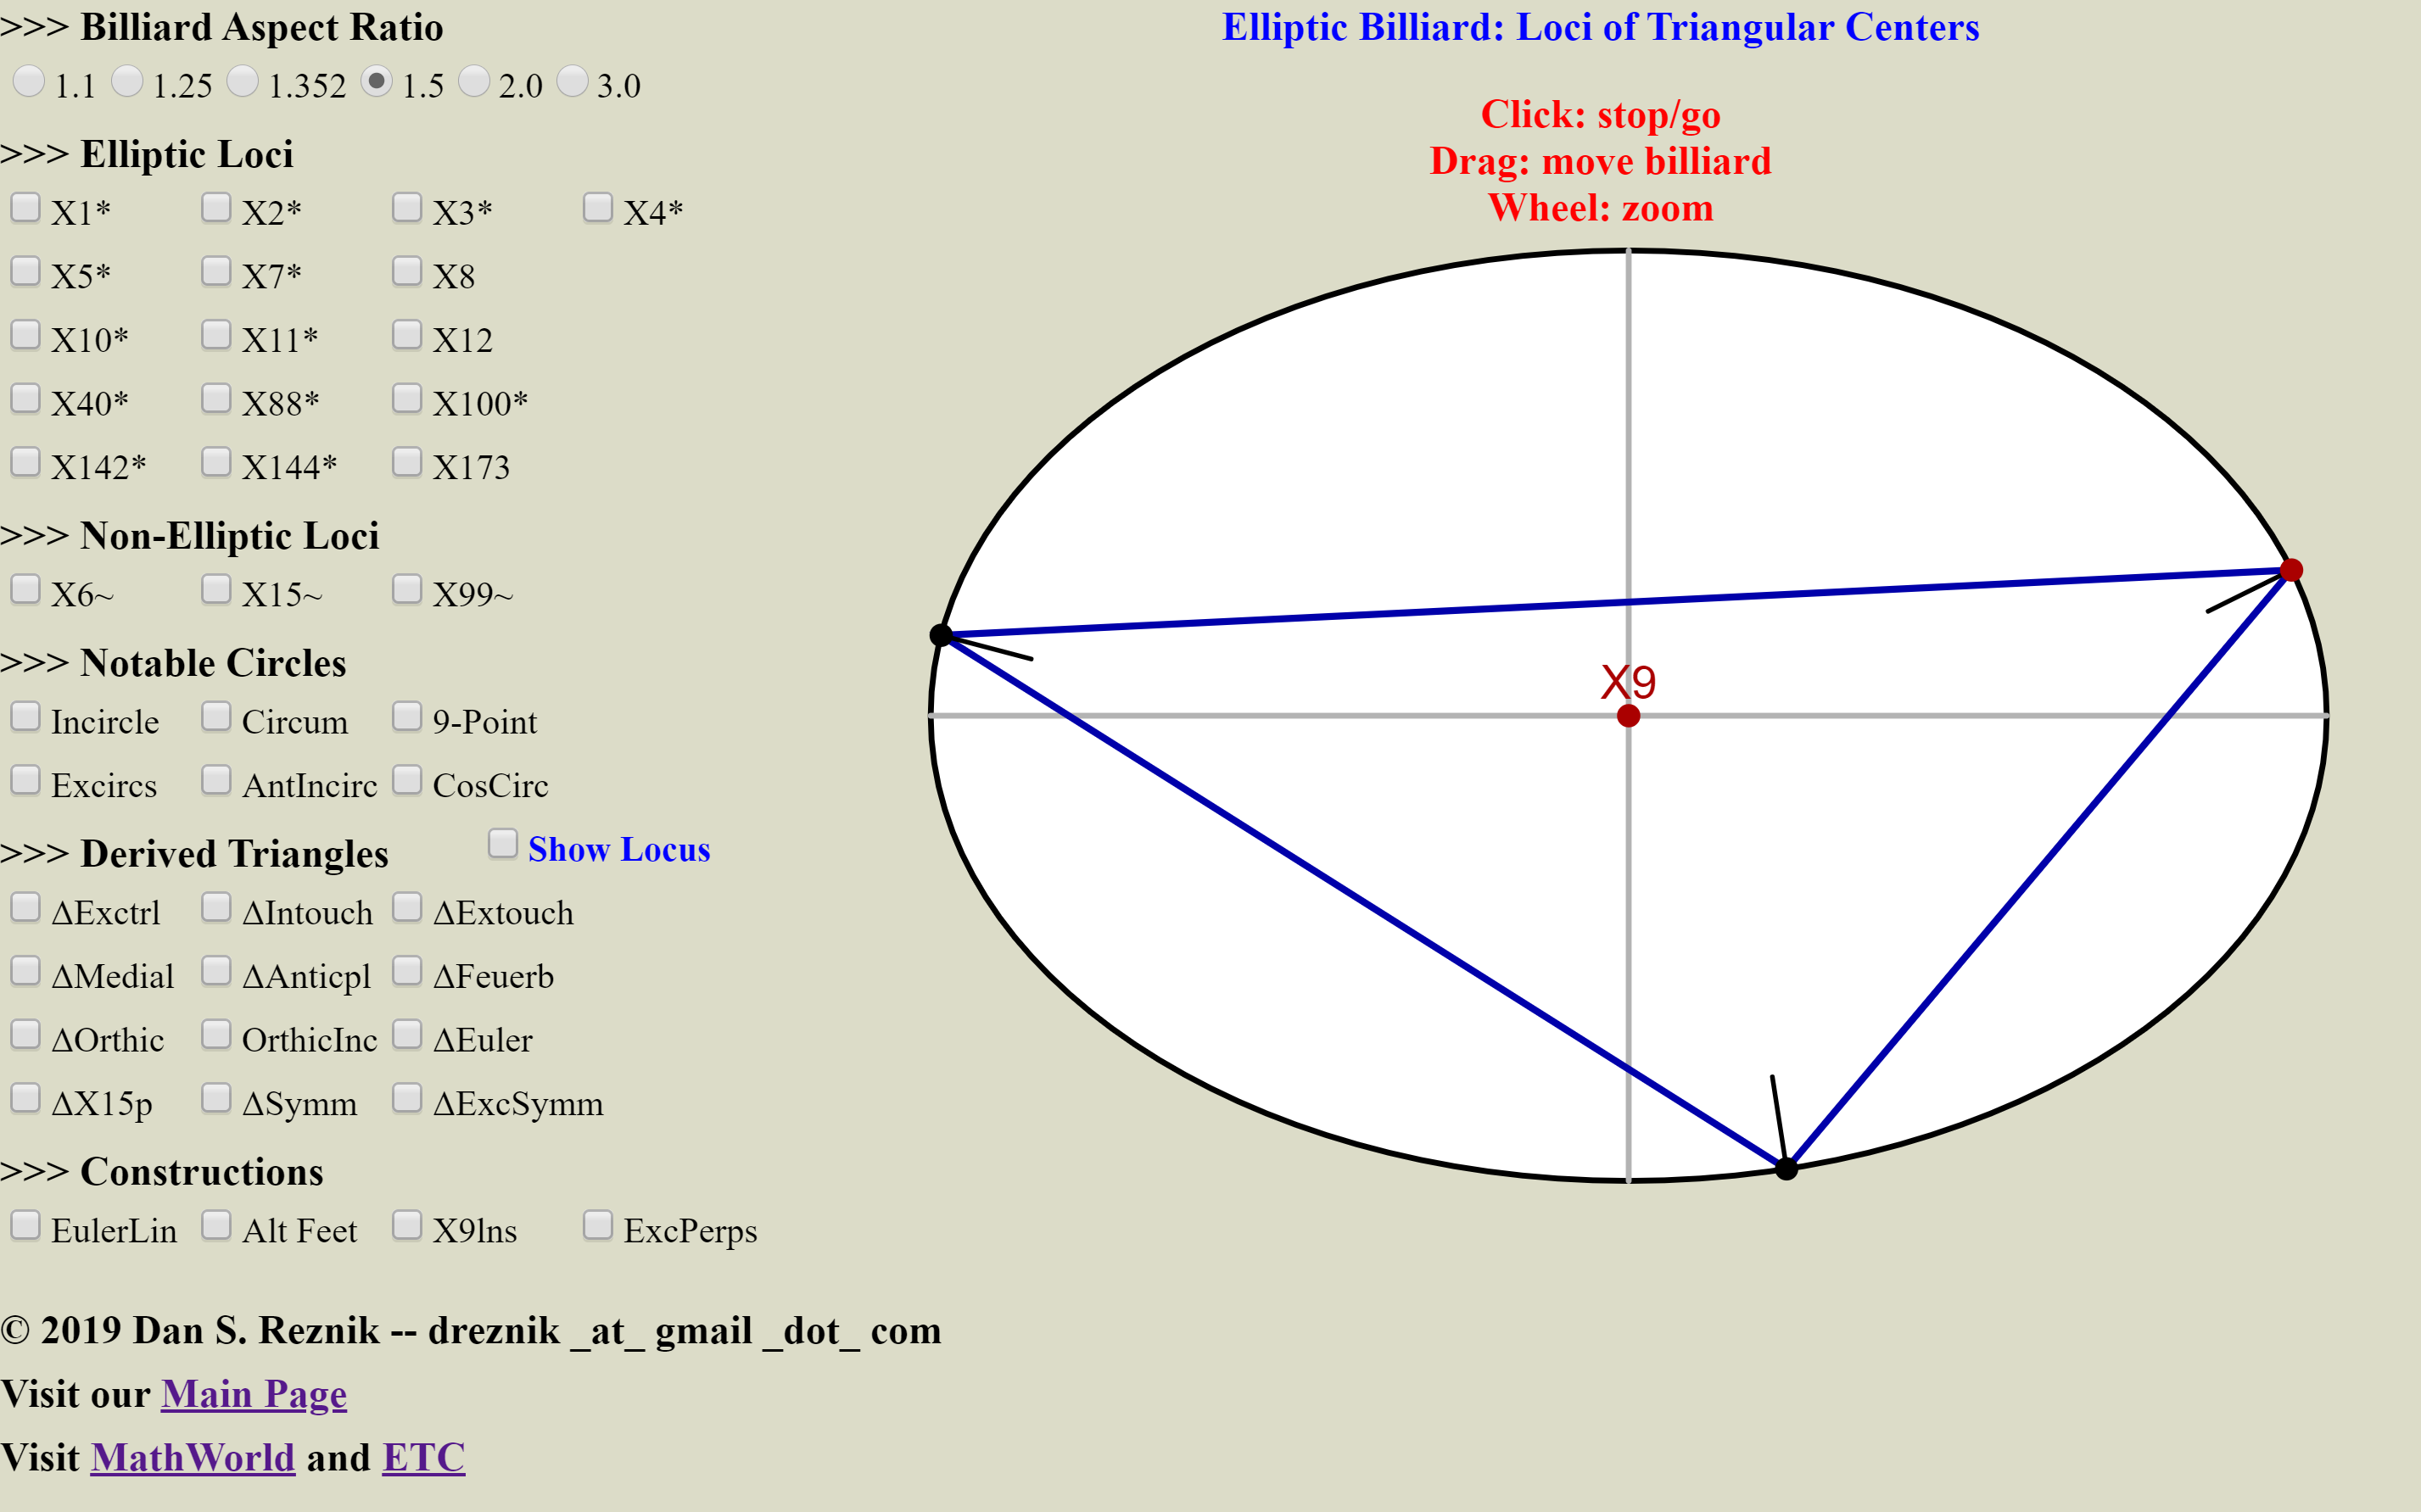 >>> Billiard Aspect Ratio
1.1 1.25 1.352 1.5 2.0 3.0
>>> Elliptic Loci
X1* X2* X3* X4*
X5* X7* X8
X10* X11* X12
X40* X88* X100*
X142* X144* X173
>>> Non-Elliptic Loci
X6~ X15~ X99~
>>> Notable Circles
Incircle Circum 9-Point
Excircs AntIncirc CosCirc
>>> Derived Triangles Show Locus
ΔExctrl ΔIntouch ΔExtouch
ΔMedial ΔAnticpl ΔFeuerb
ΔOrthic OrthicInc ΔEuler
ΔX15p ΔSymm ΔExcSymm
>>> Constructions
EulerLin Alt Feet X9lns ExcPerps
© 2019 Dan S. Reznik -- dreznik _at_ gmail _dot_ com
Visit our Main Page
Visit MathWorld and ETC
Elliptic Billiard: Loci of Triangular Centers
Click: stop/go
Drag: move billiard
Wheel: zoom
X9